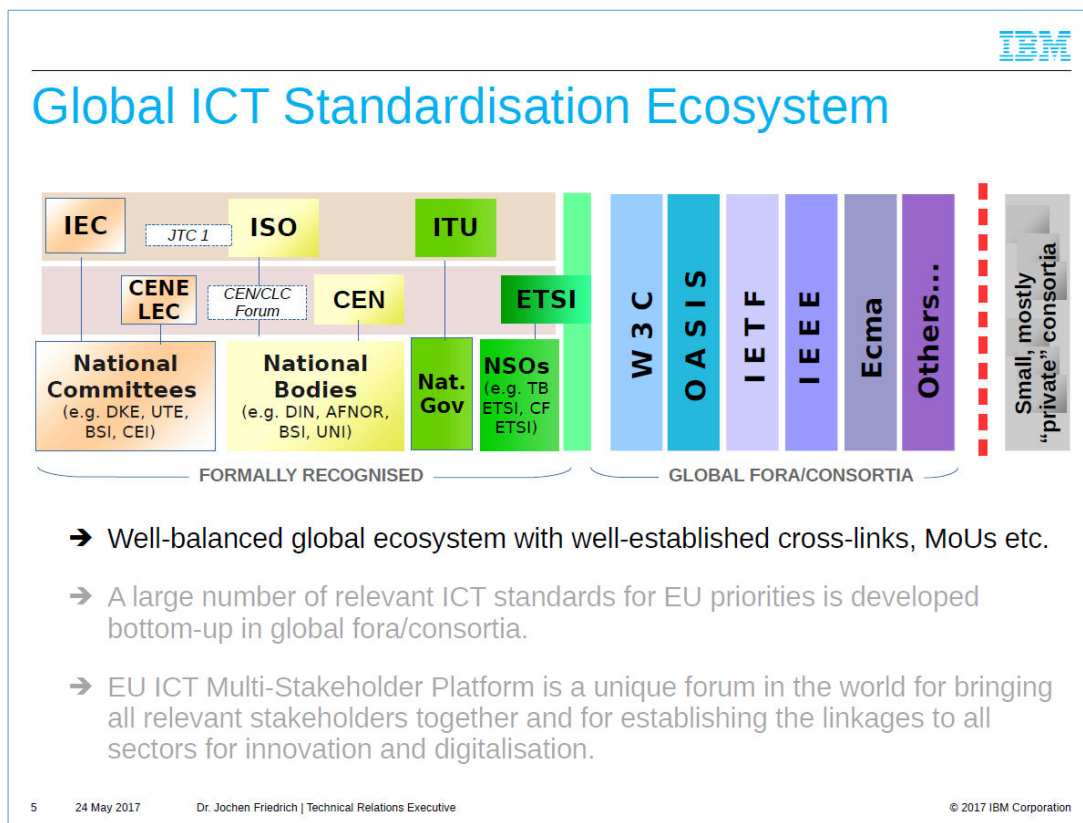 IBM
Global ICT Standardisation Ecosystem
IEC
JTC 1
ISO
ITU
CENE
LEC
CEN/CLC
Forum
CEN
ETSI
National
Committees
(e.g. DKE, UTE,
BSI, CEI)
National
Bodies
(e.g. DIN, AFNOR,
BSI, UNI)
Nat.
Gov
NSOs
(e.g. TB
ETSI, CF
ETSI)
W3C
OASIS
IETF
IEEE
Ecma
Others...
Small, mostly
“private” consortia
FORMALLY RECOGNISED
GLOBAL FORA/CONSORTIA
➔ Well-balanced global ecosystem with well-established cross-links, MoUs etc.
➔ A large number of relevant ICT standards for EU priorities is developed
bottom-up in global fora/consortia.
➔ EU ICT Multi-Stakeholder Platform is a unique forum in the world for bringing
all relevant stakeholders together and for establishing the linkages to all
sectors for innovation and digitalisation.
5 24 May 2017 Dr. Jochen Friedrich | Technical Relations Executive © 2017 IBM Corporation